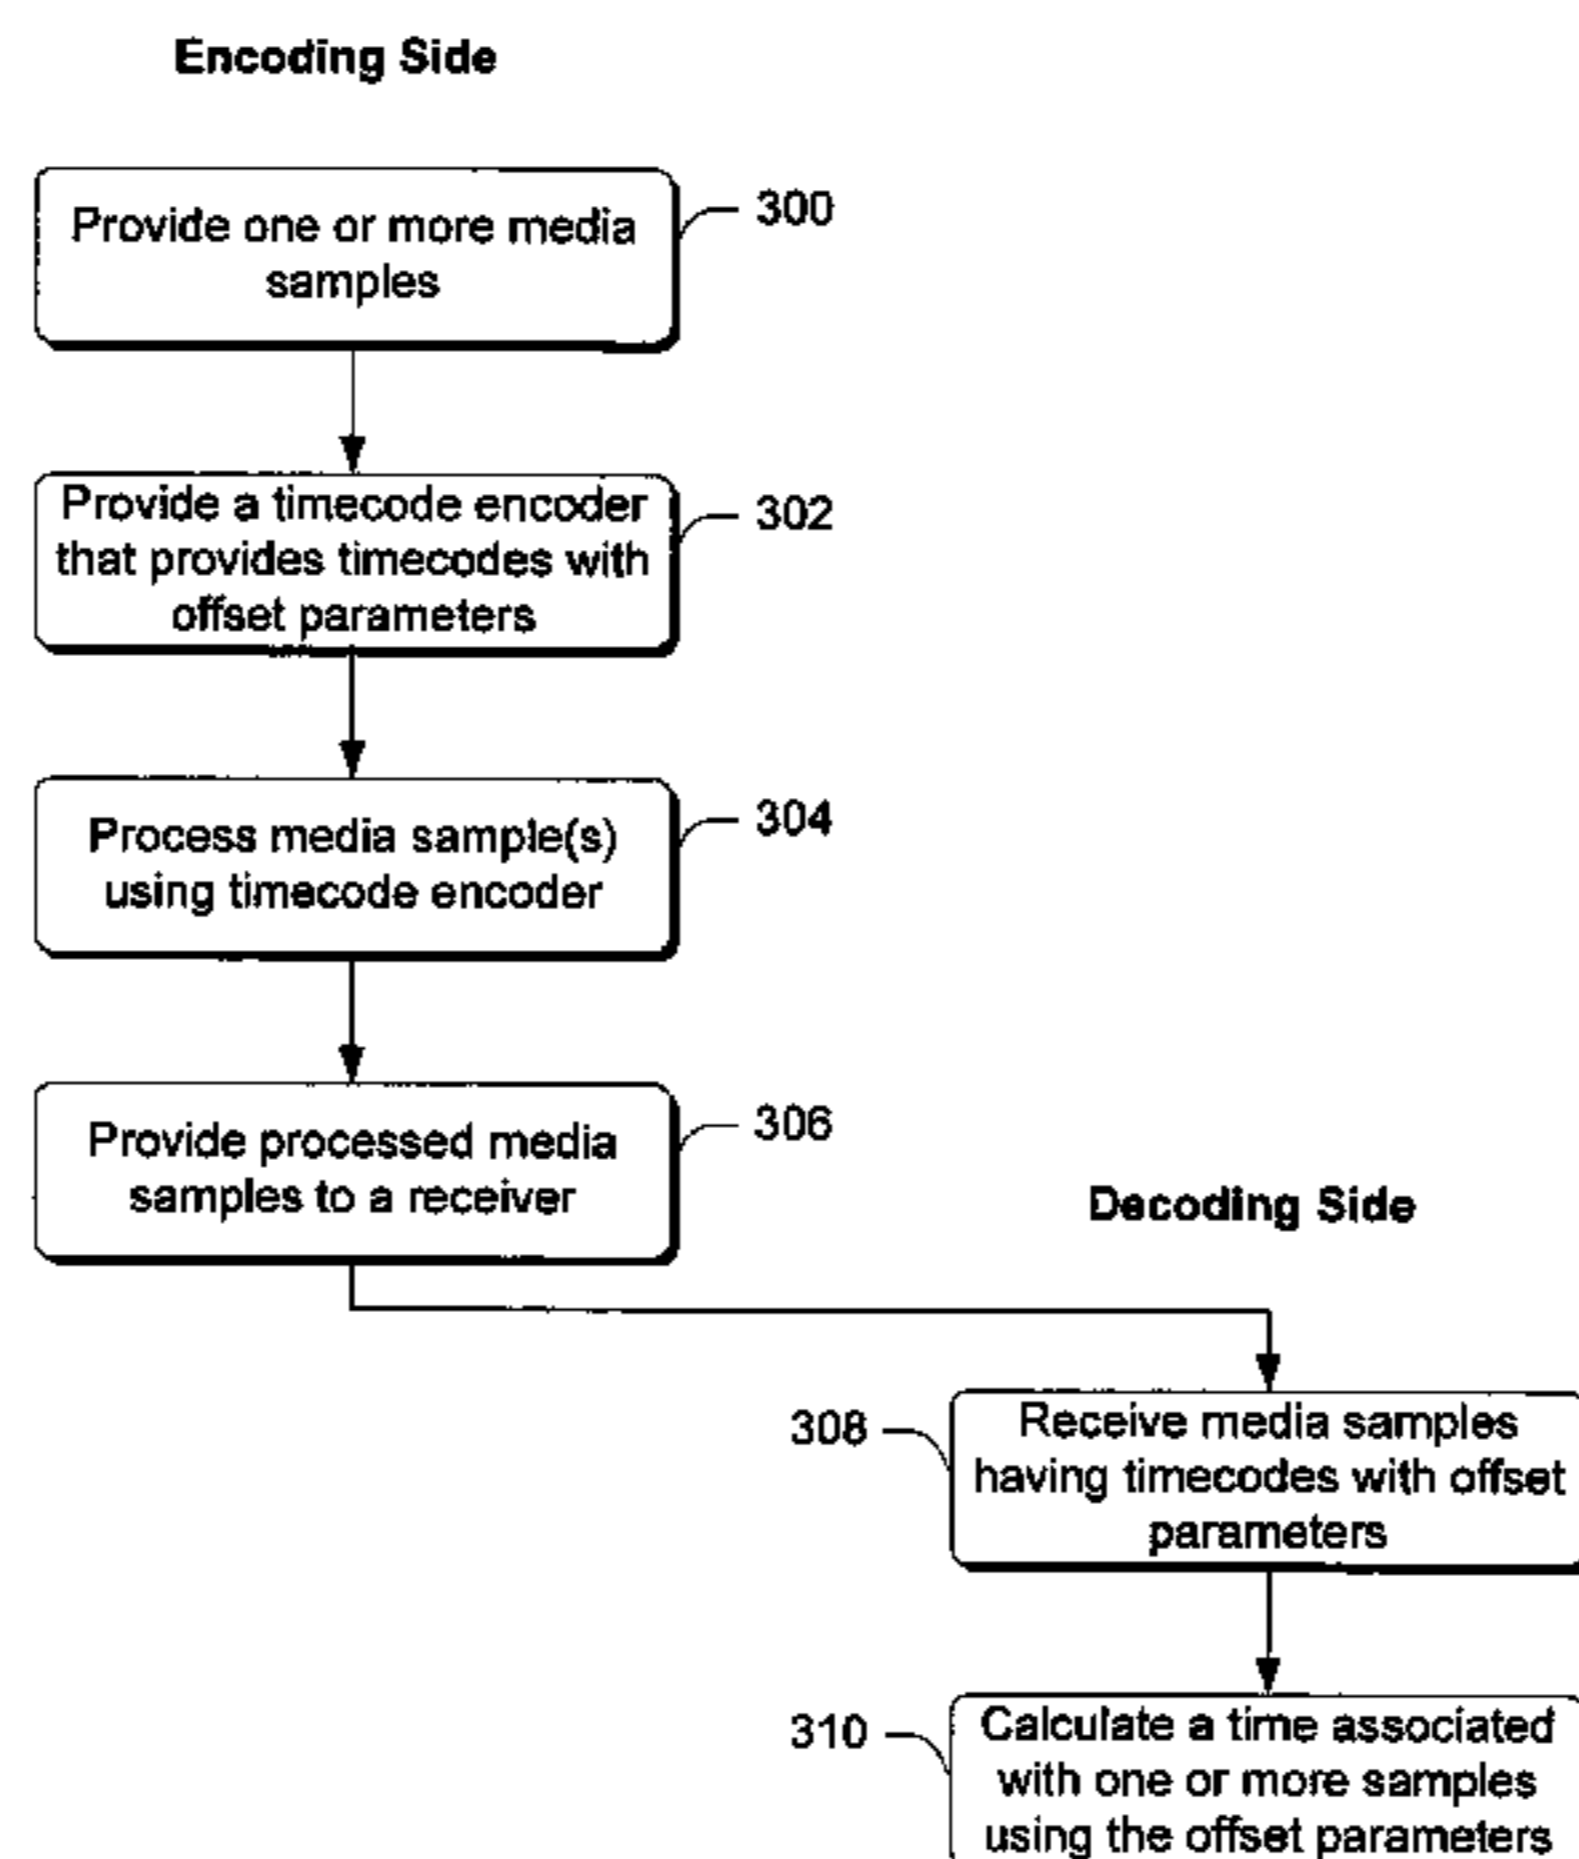 Encoding Side
Provide one or more media
samples
300
Provide a timecode encoder
that provides timecodes with
offset parameters
302
Process media sample(s)
using timecode encoder
304
Provide processed media
samples to a receiver
306
Decoding Side
308
Receive media samples
having timecodes with offset
parameters
310
Calculate a time associated
with one or more samples
using the offset parameters